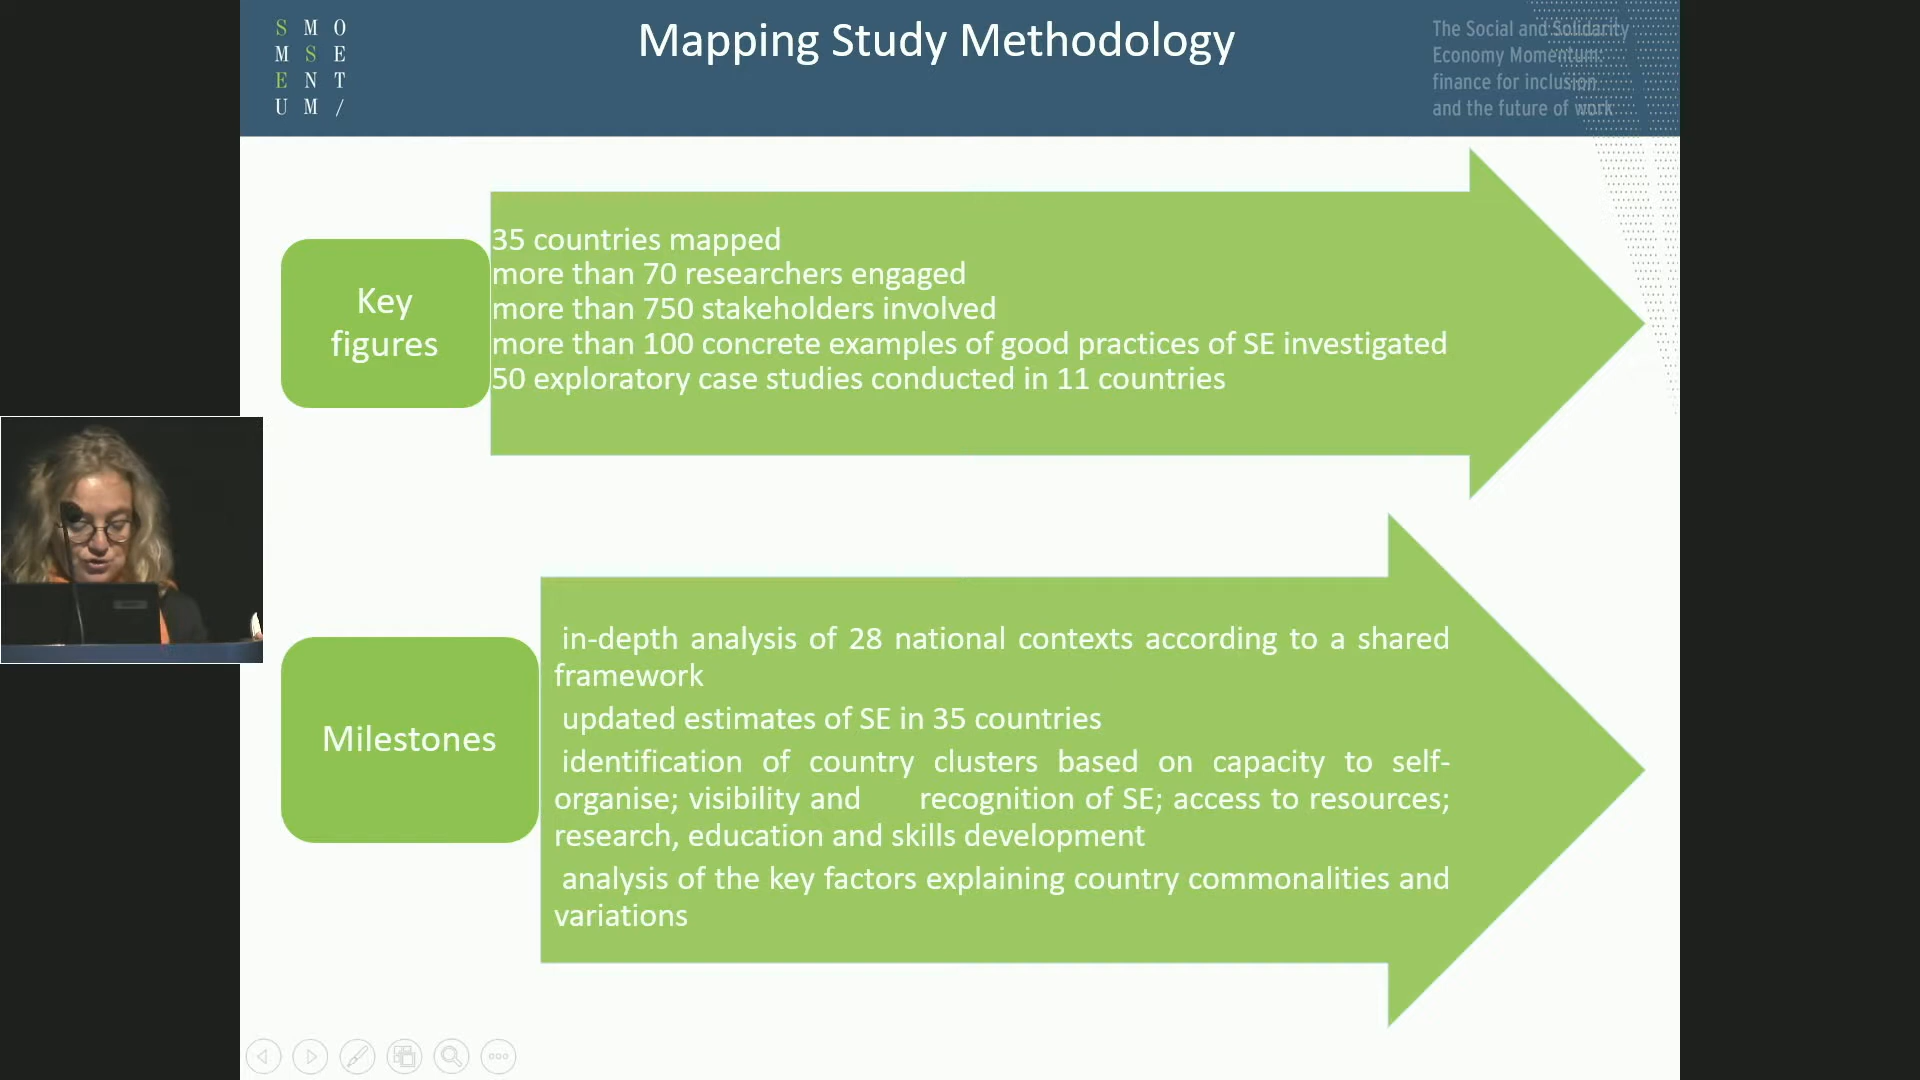 S M O
M S E
E N T
U M /
Mapping Study Methodology
The Social and Solidarity
Economy Momentum:
finance for inclusion
and the future of work
Key
figures
35 countries mapped
more than 70 researchers engaged
more than 750 stakeholders involved
more than 100 concrete examples of good practices of SE investigated
50 exploratory case studies conducted in 11 countries
Milestones
in-depth analysis of 28 national contexts according to a shared
framework
updated estimates of SE in 35 countries
identification of country clusters based on capacity to self-
organise; visibility and recognition of SE; access to resources;
research, education and skills development
analysis of the key factors explaining country commonalities and
variations